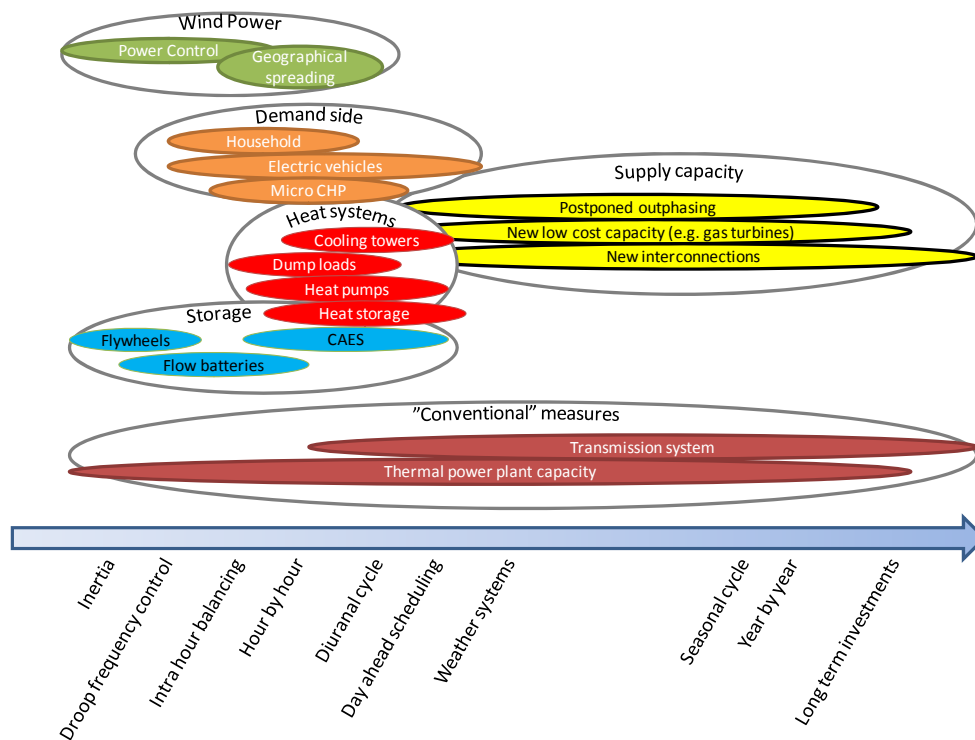 Wind Power
Power Control
Geographical
spreading
Demand side
Household
Electric vehicles
Micro CHP
Supply capacity
Postponed outphasing
New low cost capacity (e.g. gas turbines)
New interconnections
Heat systems
Cooling towers
Dump loads
Heat pumps
Heat storage
Storage
Flywheels
CAES
Flow batteries
”Conventional” measures
Transmission system
Thermal power plant capacity
Inertia
Droop frequency control
Intra hour balancing
Hour by hour
Diuranal cycle
Day ahead scheduling
Weather systems
Seasonal cycle
Year by year
Long term investments